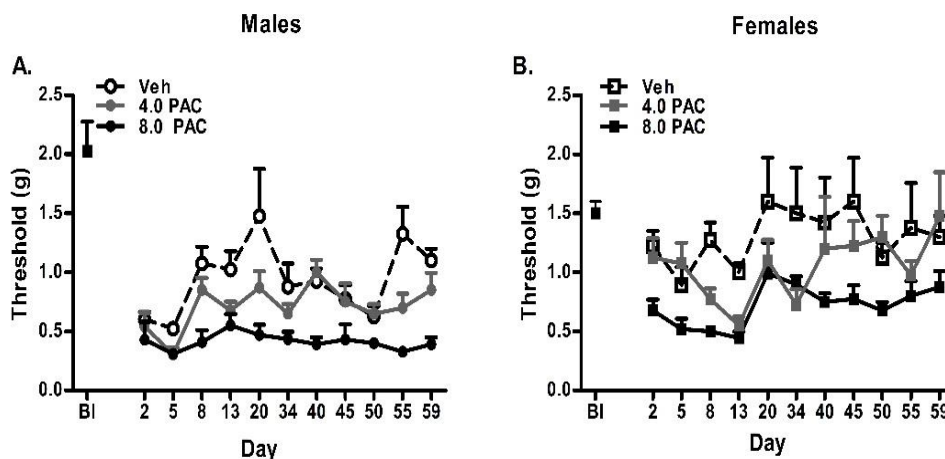 Males
A.
Veh
4.0 PAC
8.0 PAC
Threshold (g)
2.5
2.0
1.5
1.0
0.5
0.0
BI 2 5 8 13 20 34 40 45 50 55 59
Day
Females
B.
Veh
4.0 PAC
8.0 PAC
Threshold (g)
2.5
2.0
1.5
1.0
0.5
0.0
BI 2 5 8 13 20 34 40 45 50 55 59
Day